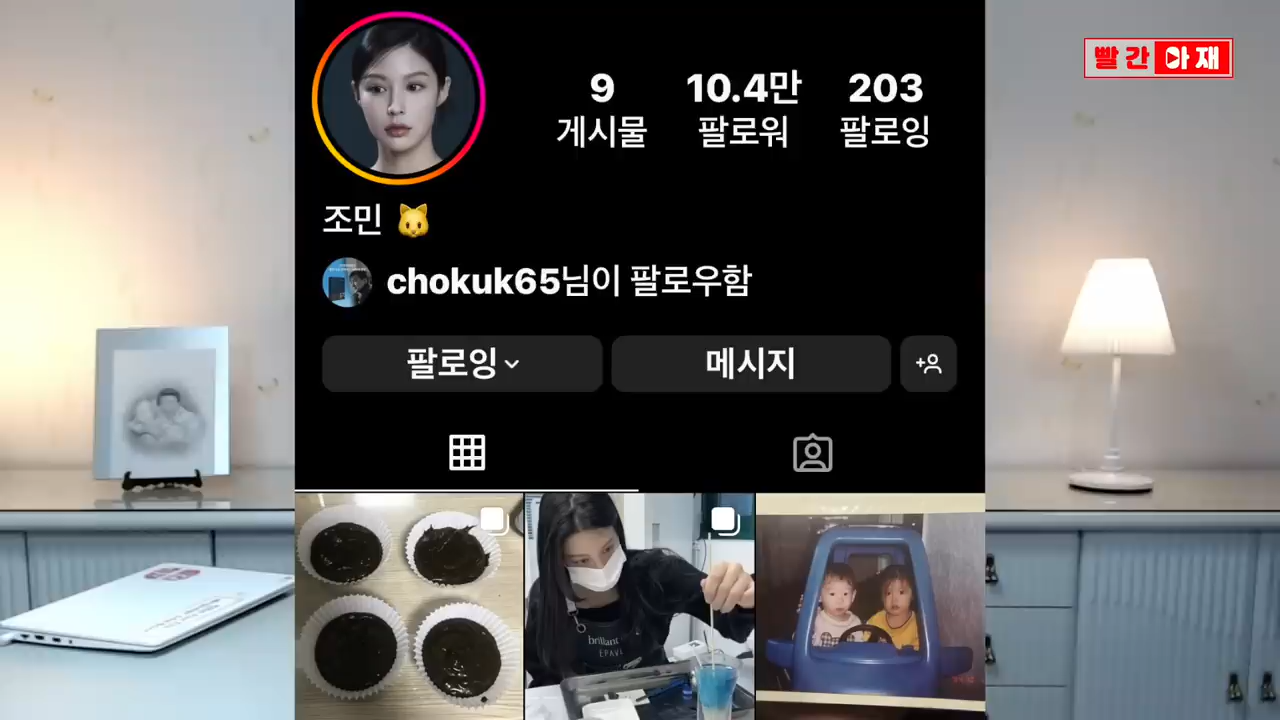 빨간아재
9 10.4만 203
게시물 팔로워 팔로잉
조민
chokuk65님이 팔로우함
팔로잉 메시지
brillant
ÉPAVE